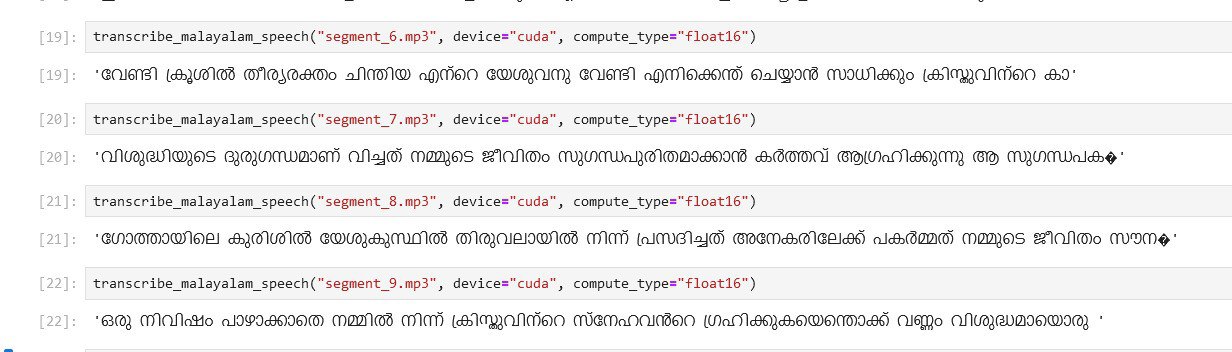 [19]: transcribe_malayalam_speech("segment_6.mp3", device="cuda", compute_type="float16")
[19]: 'വേണ്ടി ക്രൂശിൽ തീര്യരക്തം ചിന്തിയ എന്റെ യേശുവനു വേണ്ടി എനിക്കെന്ത് ചെയ്യാൻ സാധിക്കും ക്രിസ്തുവിന്റെ കാ'
[20]: transcribe_malayalam_speech("segment_7.mp3", device="cuda", compute_type="float16")
[20]: 'വിശുദ്ധിയുടെ ദുരുഗന്ധമാണ് വിച്ചത് നമ്മുടെ ജീവിതം സുഗന്ധപുരിതമാക്കാൻ കർത്തവ് ആഗ്രഹിക്കുന്നു ആ സുഗന്ധപക�'
[21]: transcribe_malayalam_speech("segment_8.mp3", device="cuda", compute_type="float16")
[21]: 'ഗോത്തായിലെ കുരിശിൽ യേശുകുസ്ഥിൽ തിരുവലായിൽ നിന്ന് പ്രസദിച്ചത് അനേകരിലേക്ക് പകർമ്മത് നമ്മുടെ ജീവിതം സൗന�'
[22]: transcribe_malayalam_speech("segment_9.mp3", device="cuda", compute_type="float16")
[22]: 'ഒരു നിവിഷം പാഴാക്കാതെ നമ്മിൽ നിന്ന് ക്രിസ്തുവിന്റെ സ്നേഹവൻറെ ഗ്രഹിക്കുകയെന്തൊക്ക് വണ്ണം വിശുദ്ധമായൊരു '